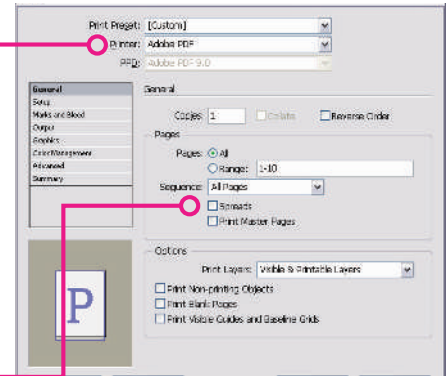 Print Preset: [Custom]
Printer: Adobe PDF
PPD: Adobe PDF 9.0
General
Setup
Marks and Bleed
Output
Graphics
Color Management
Advanced
Summary
General
Copies: 1 Collate Reverse Order
Pages
Pages: All
Range: 1-10
Sequence: All Pages
Spreads
Print Master Pages
Options
Print Layers: Visible & Printable Layers
Print Non-printing Objects
Print Blank Pages
Print Visible Guides and Baseline Grids
P